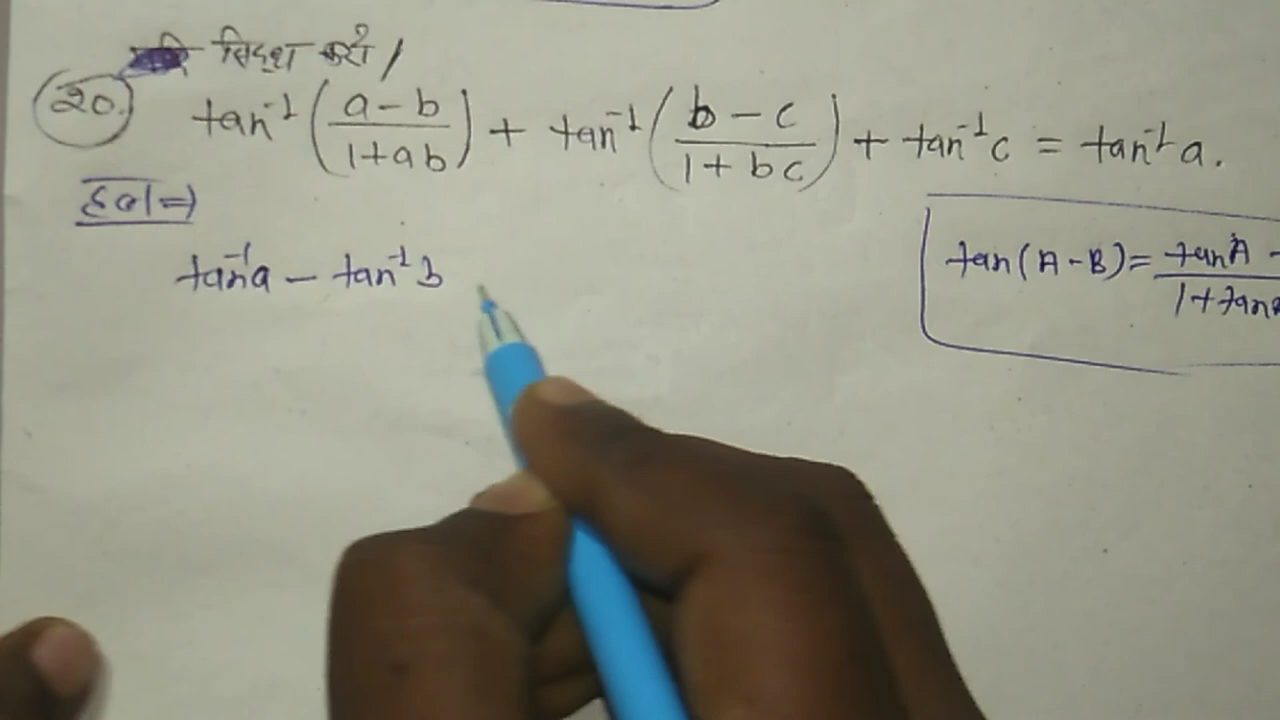 सिद्ध करो /
20. tan⁻¹ ((a-b)/(1+ab)) + tan⁻¹ ((b-c)/(1+bc)) + tan⁻¹c = tan⁻¹a.
हल ⇒
tan⁻¹a - tan⁻¹b
tan(A-B) = tanA -
1+tan